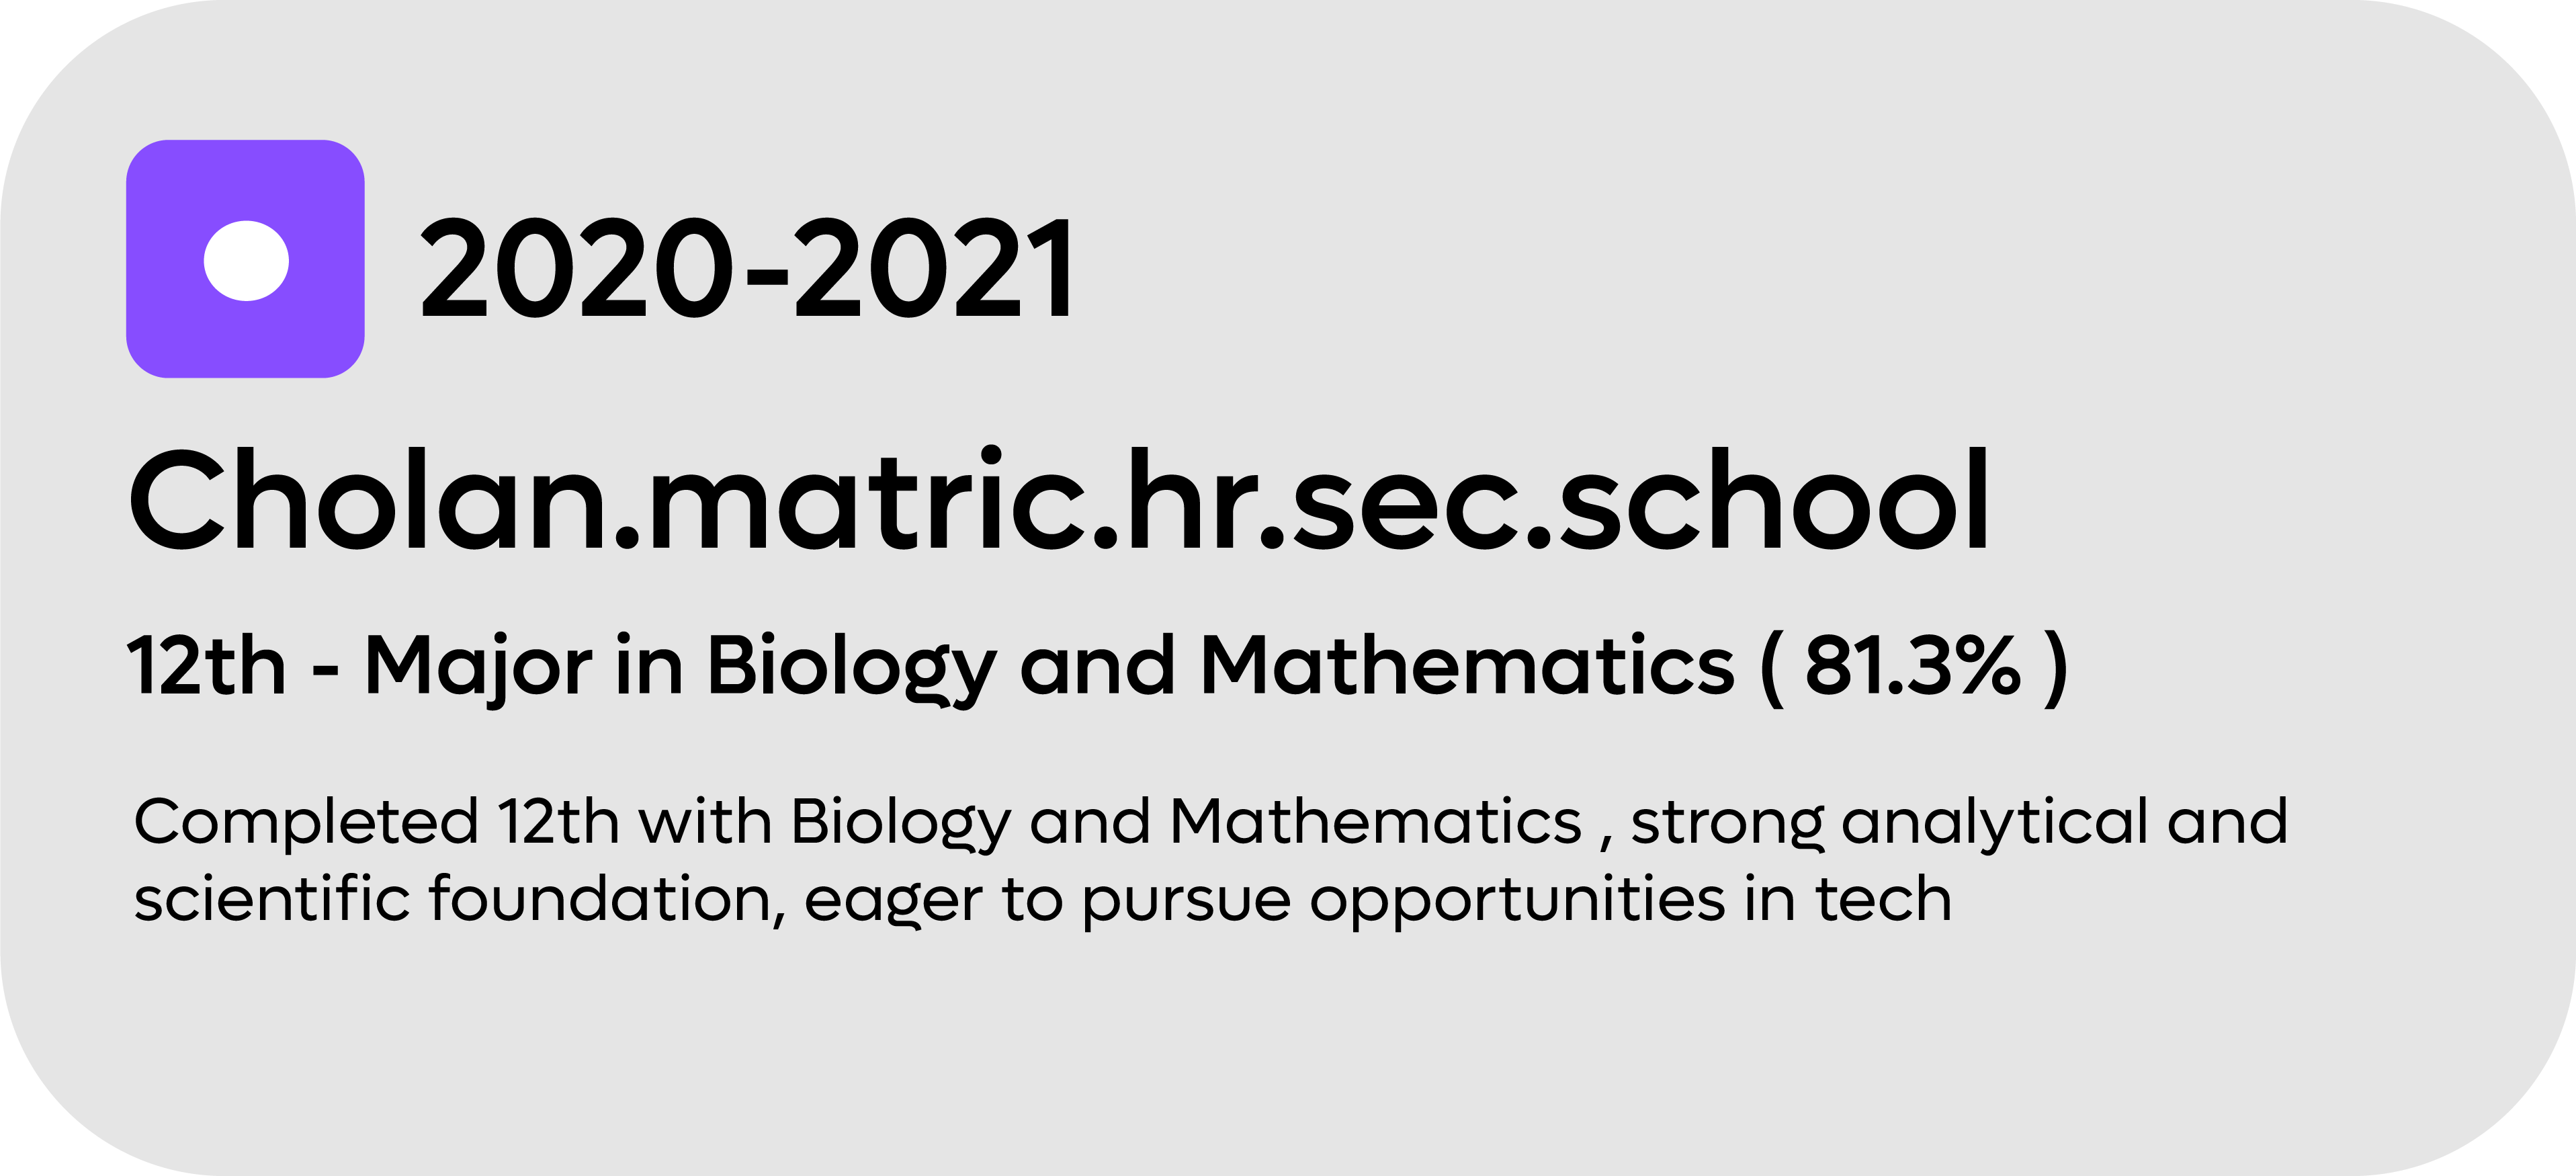 2020-2021
Cholan.matric.hr.sec.school
12th - Major in Biology and Mathematics ( 81.3% )
Completed 12th with Biology and Mathematics , strong analytical and
scientific foundation, eager to pursue opportunities in tech